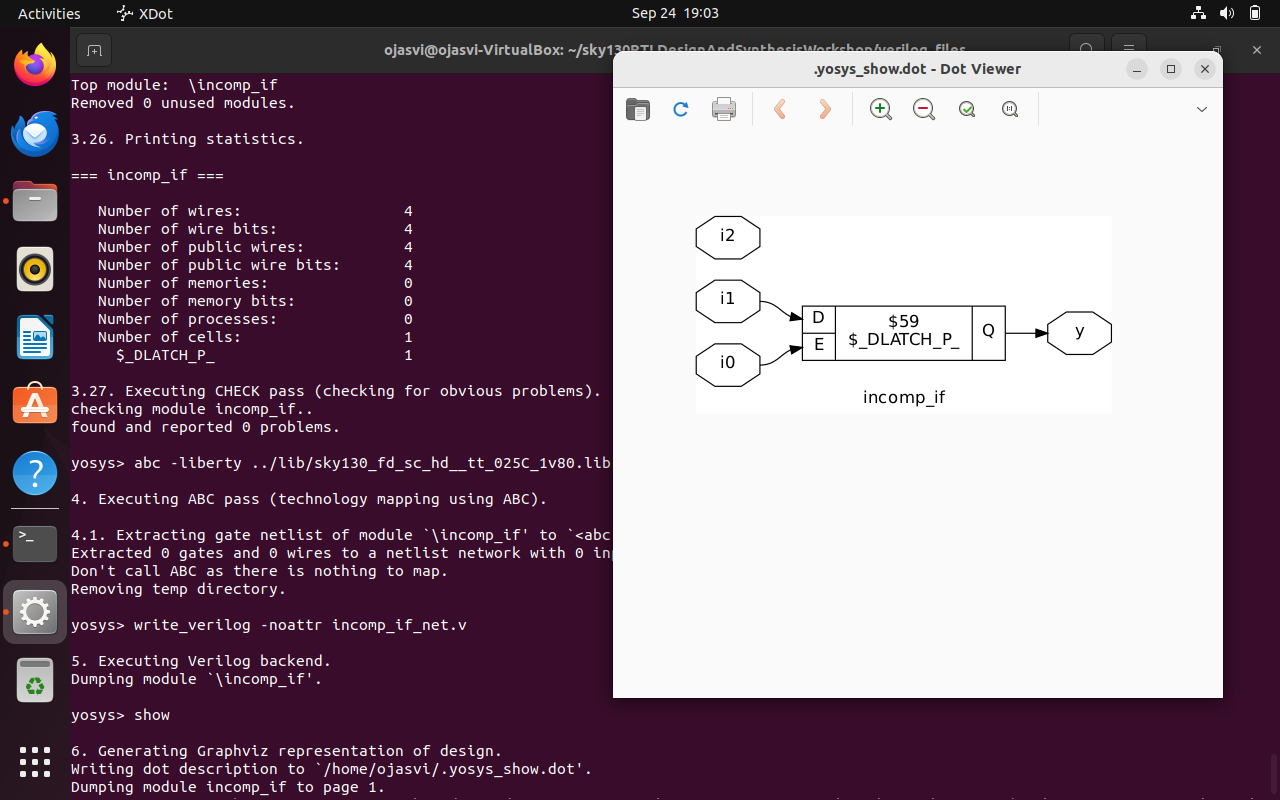 Activities
XDot
Sep 24 19:03
ojasvi@ojasvi-VirtualBox: ~/sky130RTLDesignAndSynthesisWorkshop/verilog_files
Top module:  \incomp_if
Removed 0 unused modules.
3.26. Printing statistics.
=== incomp_if ===
Number of wires: 4
Number of wire bits: 4
Number of public wires: 4
Number of public wire bits: 4
Number of memories: 0
Number of memory bits: 0
Number of processes: 0
Number of cells: 1
$_DLATCH_P_ 1
3.27. Executing CHECK pass (checking for obvious problems).
checking module incomp_if..
found and reported 0 problems.
yosys> abc -liberty ../lib/sky130_fd_sc_hd__tt_025C_1v80.lib
4. Executing ABC pass (technology mapping using ABC).
4.1. Extracting gate netlist of module `\incomp_if' to `<abc
Extracted 0 gates and 0 wires to a netlist network with 0 in
Don't call ABC as there is nothing to map.
Removing temp directory.
yosys> write_verilog -noattr incomp_if_net.v
5. Executing Verilog backend.
Dumping module `\incomp_if'.
yosys> show
6. Generating Graphviz representation of design.
Writing dot description to `/home/ojasvi/.yosys_show.dot'.
Dumping module incomp_if to page 1.
.yosys_show.dot - Dot Viewer
i2
i1
i0
D
E
$59
$_DLATCH_P_
Q
y
incomp_if